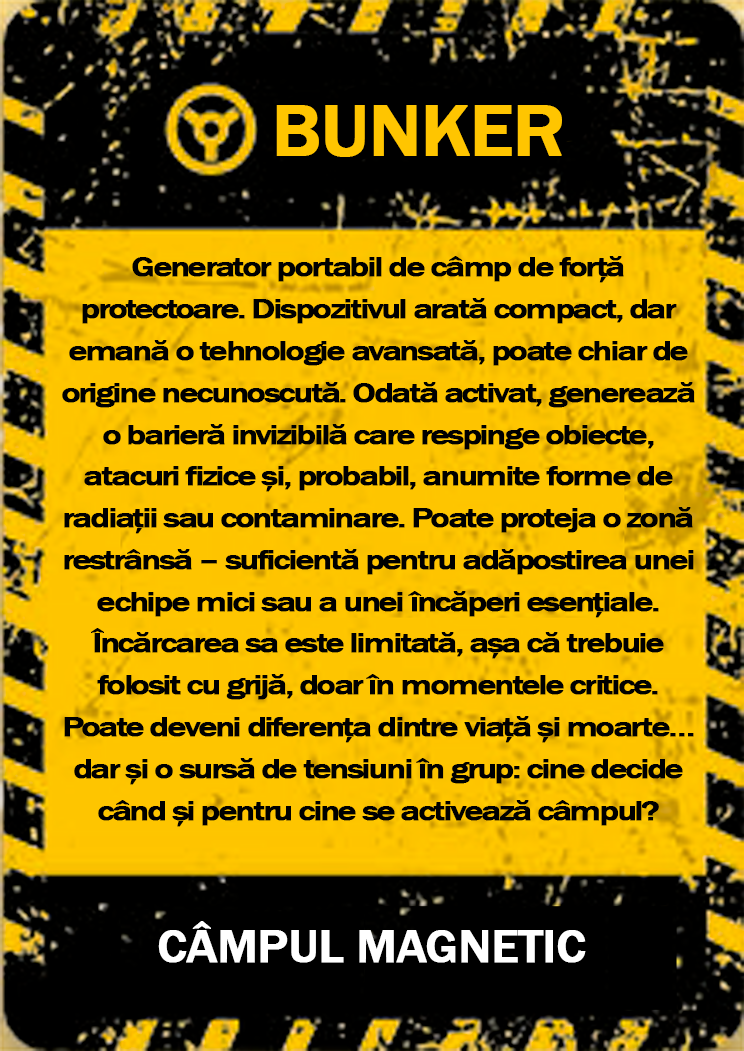 BUNKER
Generator portabil de câmp de forță
protectoare. Dispozitivul arată compact, dar
emană o tehnologie avansată, poate chiar de
origine necunoscută. Odată activat, generează
o barieră invizibilă care respinge obiecte,
atacuri fizice și, probabil, anumite forme de
radiații sau contaminare. Poate proteja o zonă
restrânsă – suficientă pentru adăpostirea unei
echipe mici sau a unei încăperi esențiale.
Încărcarea sa este limitată, așa că trebuie
folosit cu grijă, doar în momentele critice.
Poate deveni diferența dintre viață și moarte...
dar și o sursă de tensiuni în grup: cine decide
când și pentru cine se activează câmpul?
CÂMPUL MAGNETIC